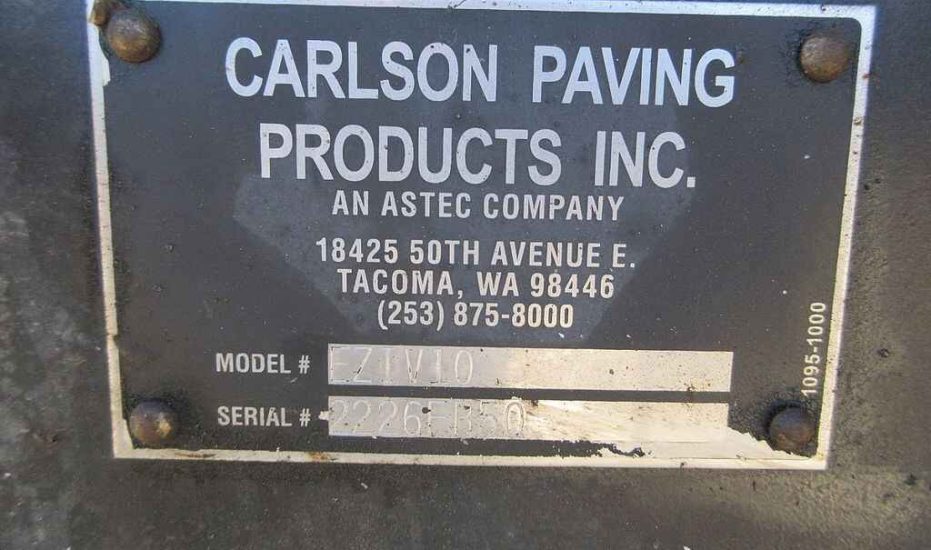 CARLSON PAVING
PRODUCTS INC.
AN ASTEC COMPANY
18425 50TH AVENUE E.
TACOMA, WA 98446
(253) 875-8000
MODEL # EZIV10
SERIAL #
1095-1000